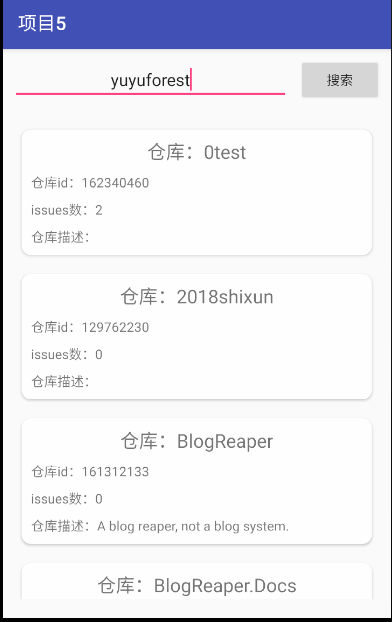 项目5
yuyuforest
搜索
仓库：0test
仓库id：162340460
issues数：2
仓库描述：
仓库：2018shixun
仓库id：129762230
issues数：0
仓库描述：
仓库：BlogReaper
仓库id：161312133
issues数：0
仓库描述：A blog reaper, not a blog system.
仓库：BlogReaper.Docs